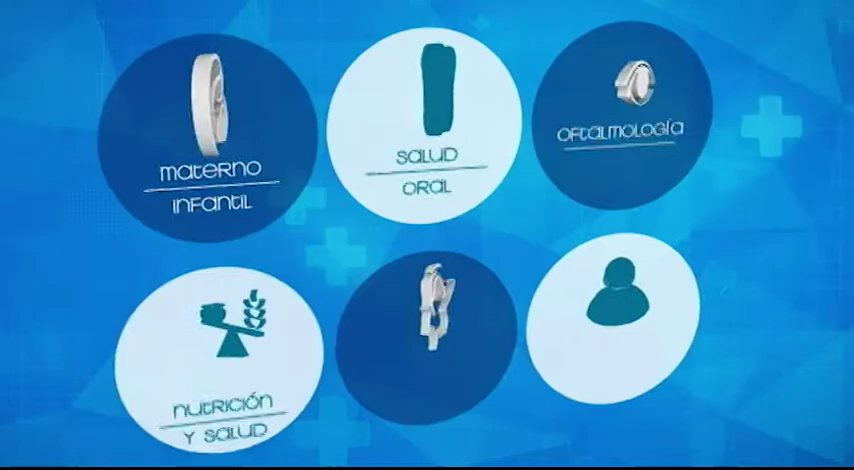 materno
infantil
salud
oral
oftalmología
nutrición
y salud